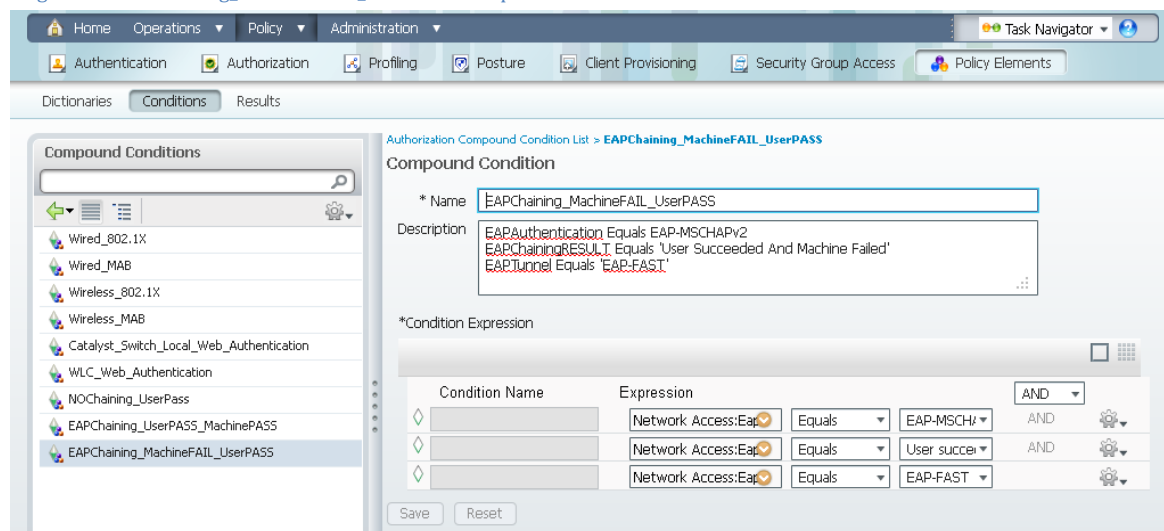 Home Operations ▼ Policy ▼ Administration ▼ Task Navigator ▼
Authentication Authorization Profiling Posture Client Provisioning Security Group Access Policy Elements
Dictionaries Conditions Results
Authorization Compound Condition List > EAPChaining_MachineFAIL_UserPASS
Compound Conditions
Compound Condition
* Name EAPChaining_MachineFAIL_UserPASS
Description EAPAuthentication Equals EAP-MSCHAPv2
EAPChainingRESULT Equals 'User Succeeded And Machine Failed'
EAPTunnel Equals 'EAP-FAST'
Wired_802.1X
Wired_MAB
Wireless_802.1X
Wireless_MAB
Catalyst_Switch_Local_Web_Authentication
WLC_Web_Authentication
NOChaining_UserPass
EAPChaining_UserPASS_MachinePASS
EAPChaining_MachineFAIL_UserPASS
*Condition Expression
Condition Name Expression AND
Network Access:Eap Equals EAP-MSCHA AND
Network Access:Eap Equals User succe AND
Network Access:Eap Equals EAP-FAST
Save Reset